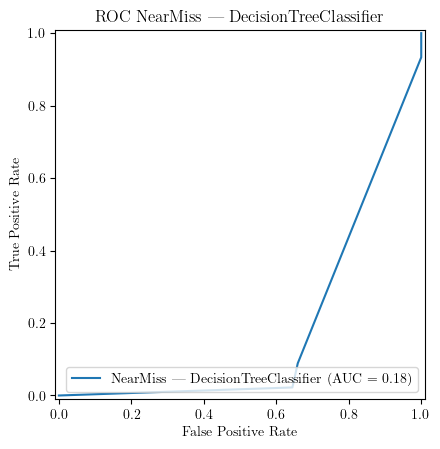 ROC NearMiss — DecisionTreeClassifier
1.0
0.8
0.6
0.4
0.2
0.0
True Positive Rate
NearMiss — DecisionTreeClassifier (AUC = 0.18)
0.0 0.2 0.4 0.6 0.8 1.0
False Positive Rate